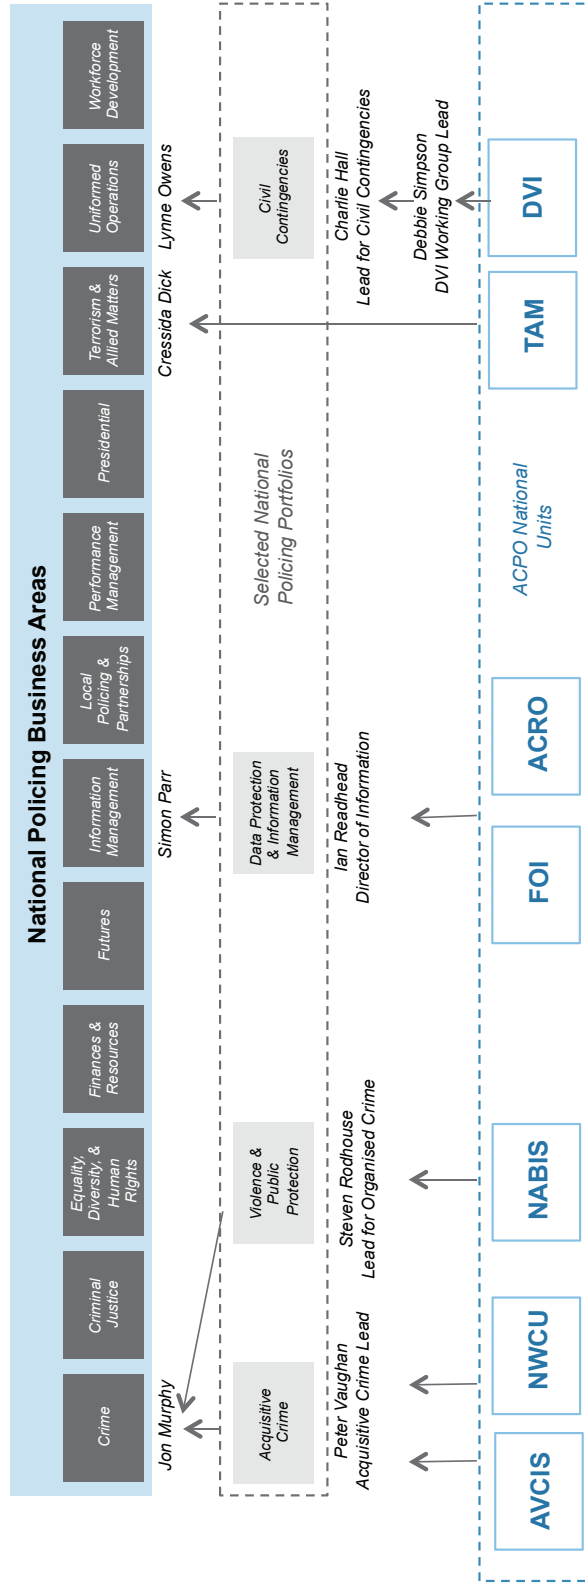 National Policing Business Areas
Crime
Criminal
Justice
Equality,
Diversity, &
Human
RIghts
Finances &
Resources
Futures
Information
Management
Local
Policing &
Partnerships
Performance
Management
Presidential
Terrorism &
Allied Matters
Uniformed
Operations
Workforce
Development
Jon Murphy
Simon Parr
Cressida Dick
Lynne Owens
Acquisitive
Crime
Violence &
Public
Protection
Data Protection
& Information
Management
Selected National
Policing Portfolios
Civil
Contingencies
Peter Vaughan
Acquisitive Crime Lead
Steven Rodhouse
Lead for Organised Crime
Ian Readhead
Director of Information
Charlie Hall
Lead for Civil Contingencies
Debbie Simpson
DVI Working Group Lead
AVCIS
NWCU
NABIS
FOI
ACRO
ACPO National
Units
TAM
DVI